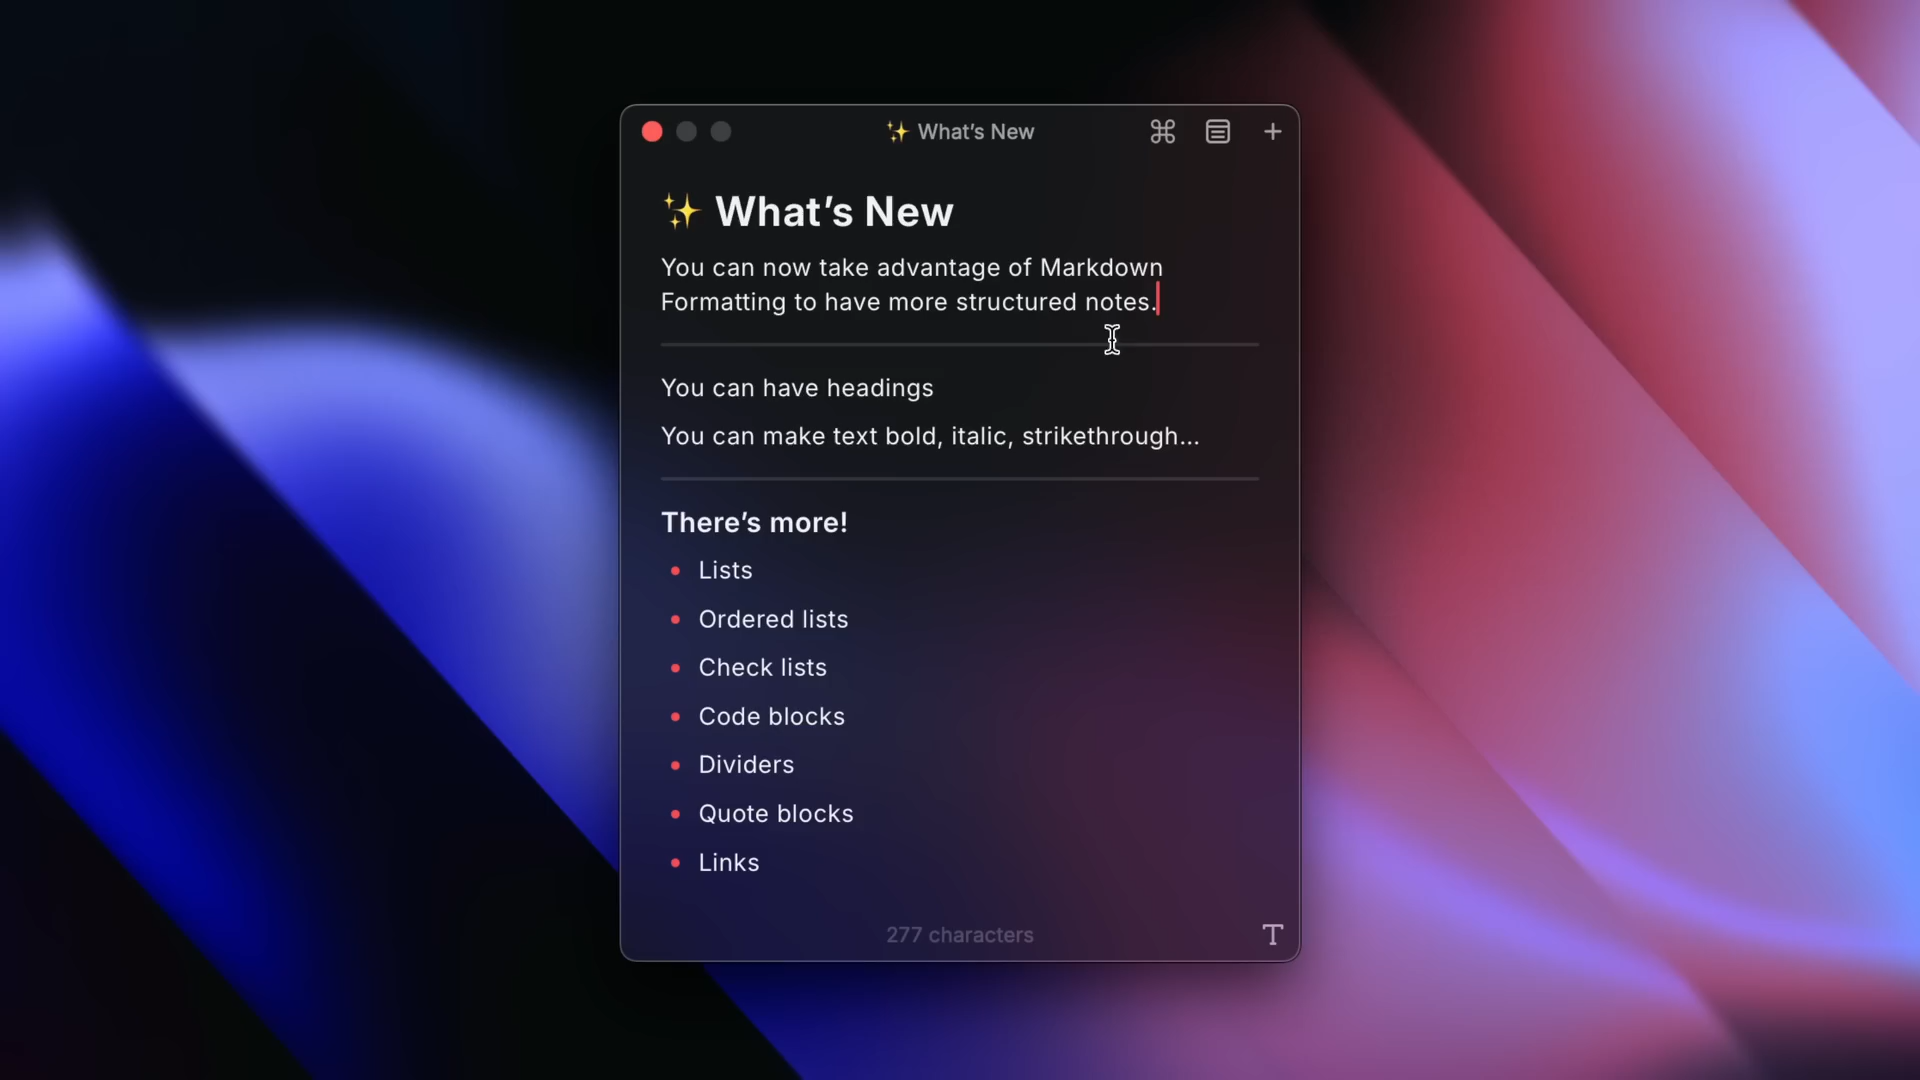 ✨ What’s New
✨ What’s New
You can now take advantage of Markdown
Formatting to have more structured notes.
You can have headings
You can make text bold, italic, strikethrough...
There’s more!
• Lists
• Ordered lists
• Check lists
• Code blocks
• Dividers
• Quote blocks
• Links
277 characters